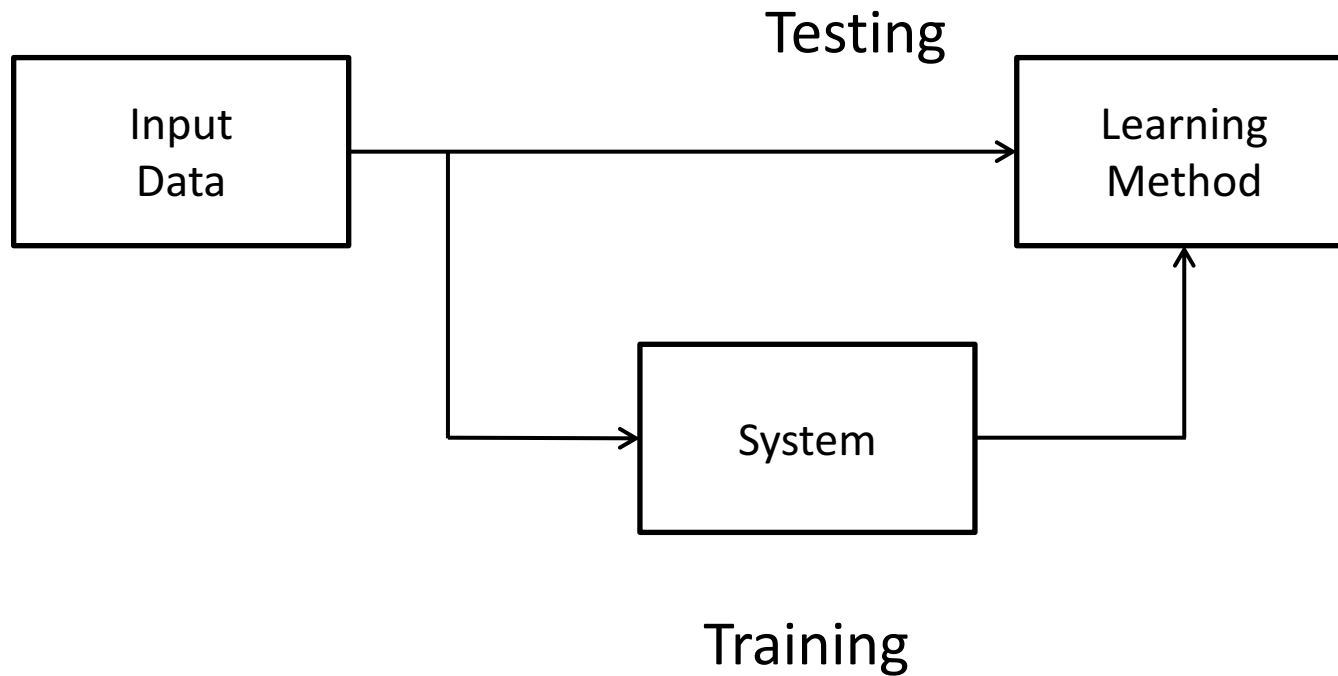 Testing
Input
Data
Learning
Method
System
Training